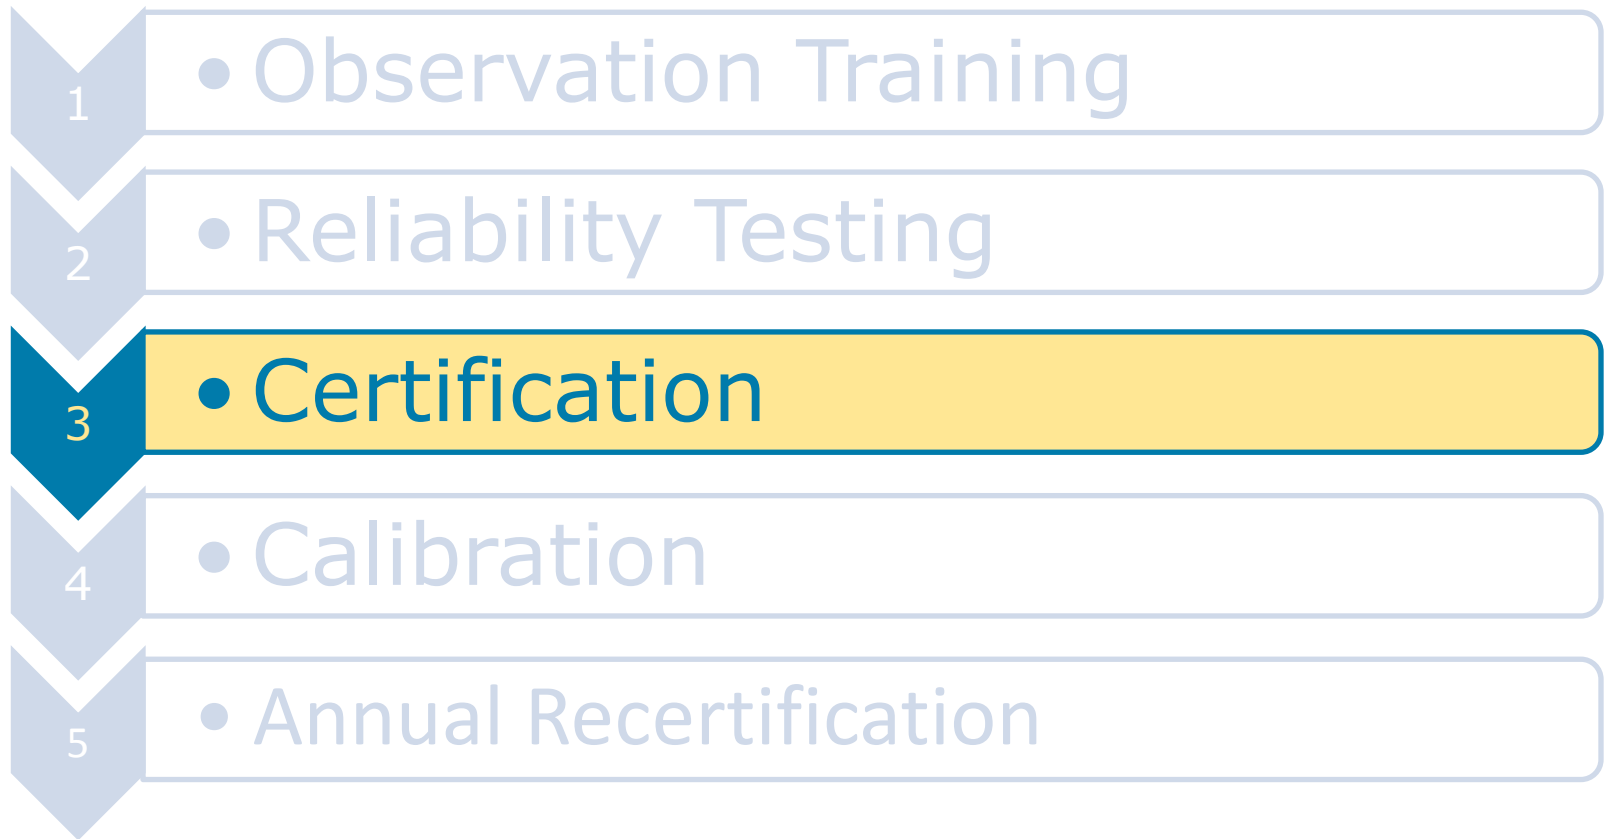 1
• Observation Training
2
• Reliability Testing
3
• Certification
4
• Calibration
5
• Annual Recertification